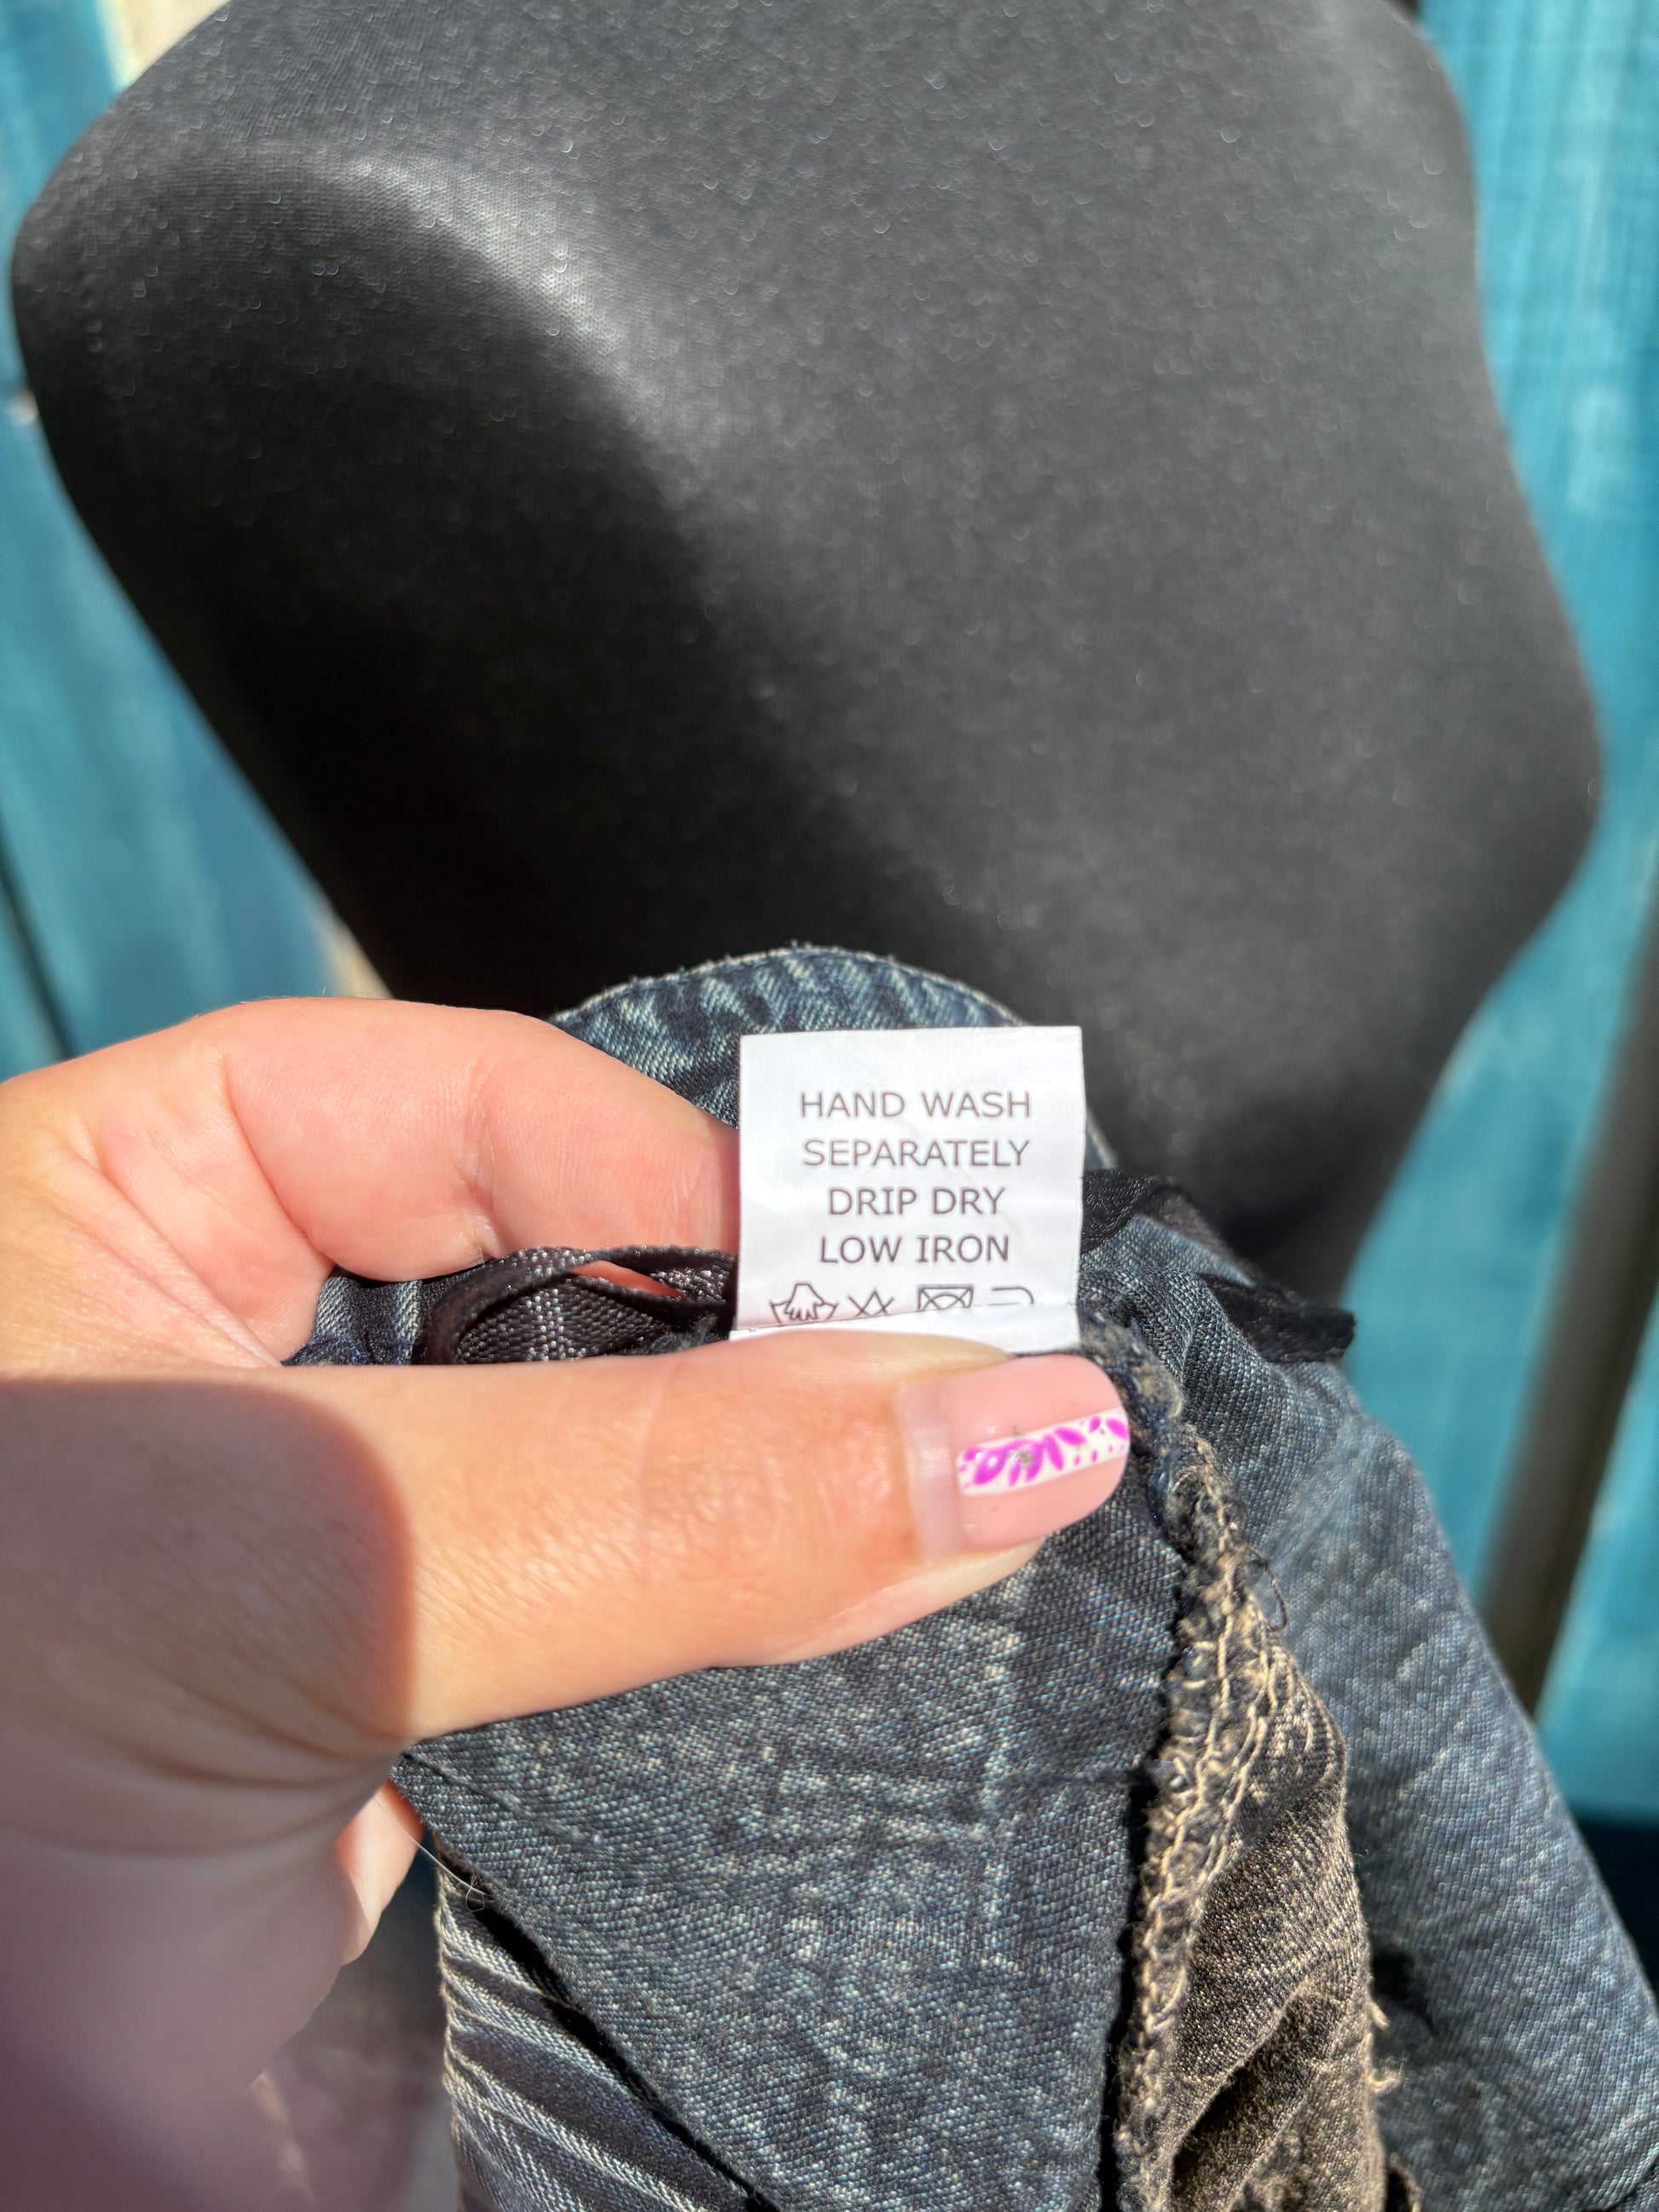 HAND WASH
SEPARATELY
DRIP DRY
LOW IRON